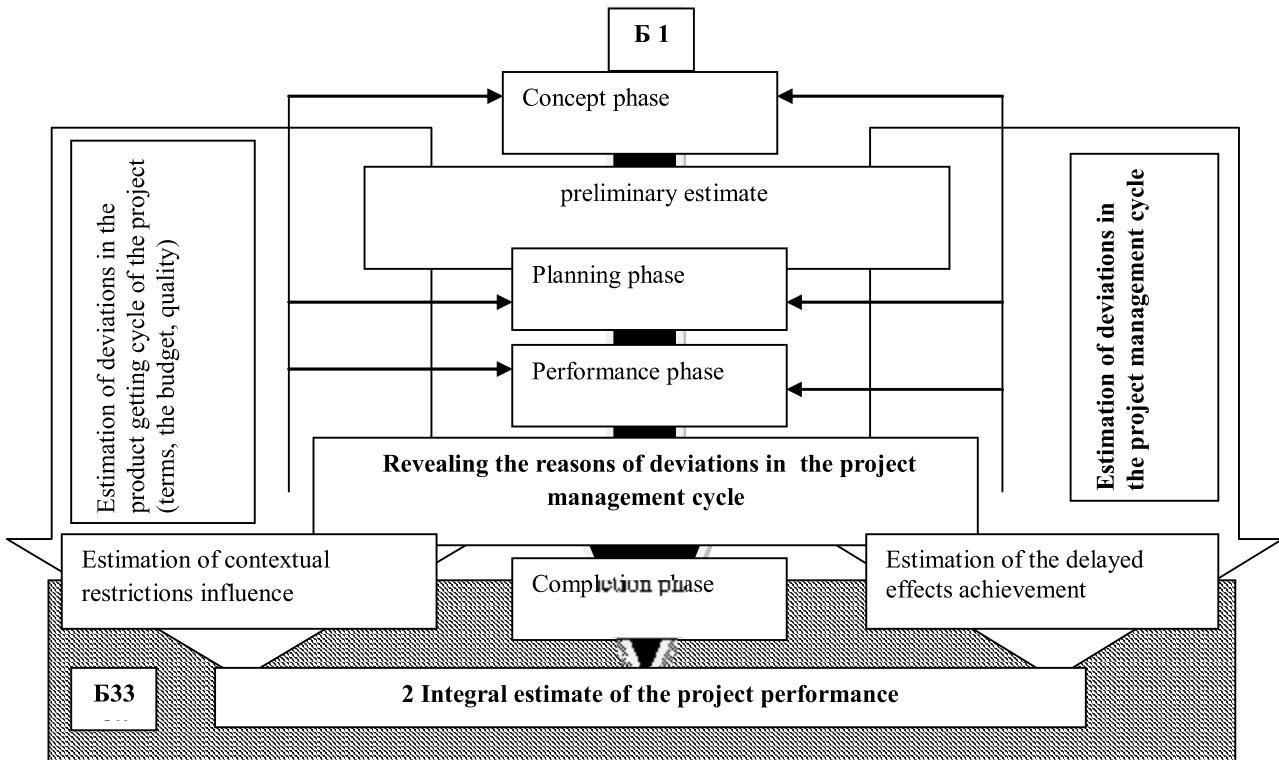 Б 1
Concept phase
preliminary estimate
Estimation of deviations in the
product getting cycle of the project
(terms, the budget, quality)
Estimation of deviations in
the project management cycle
Planning phase
Performance phase
Revealing the reasons of deviations in the project
management cycle
Estimation of contextual
restrictions influence
Completion phase
Estimation of the delayed
effects achievement
Б33
2 Integral estimate of the project performance